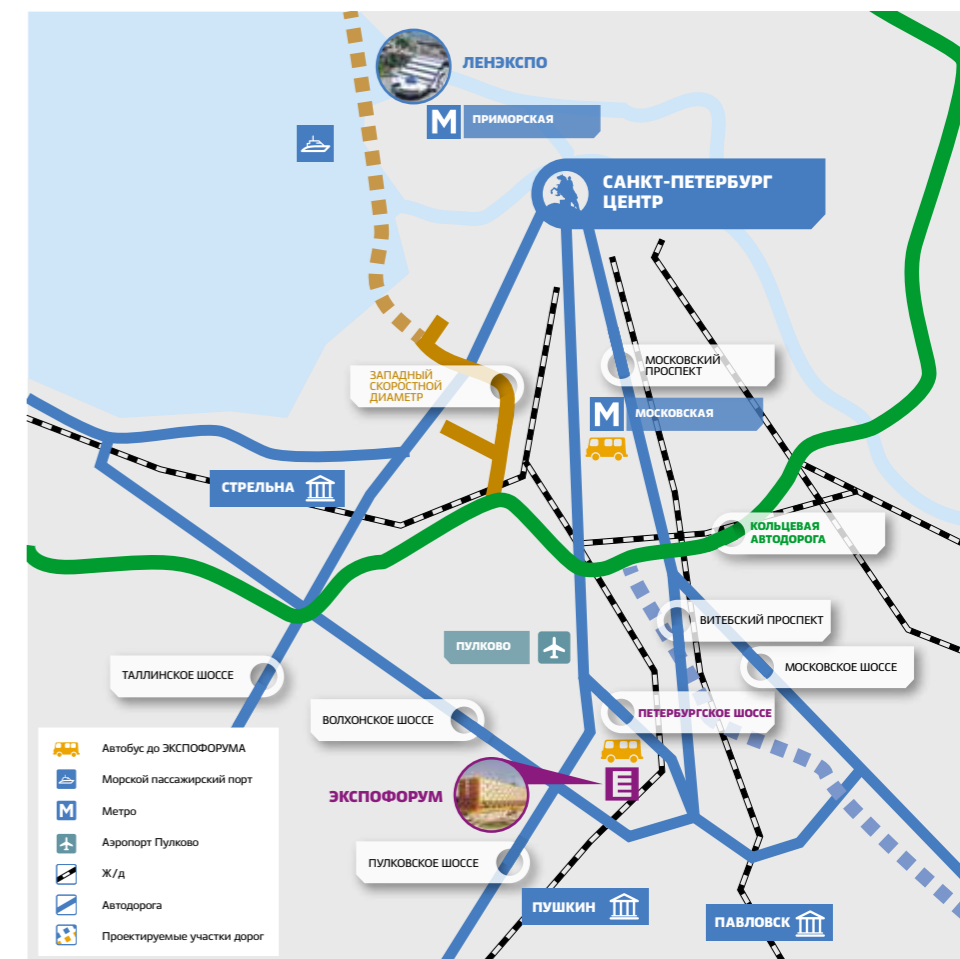 ЛЕНЭКСПО
М
ПРИМОРСКАЯ
САНКТ-ПЕТЕРБУРГ
ЦЕНТР
ЗАПАДНЫЙ
СКОРОСТНОЙ
ДИАМЕТР
МОСКОВСКИЙ
ПРОСПЕКТ
М
МОСКОВСКАЯ
СТРЕЛЬНА
КОЛЬЦЕВАЯ
АВТОДОРОГА
ВИТЕБСКИЙ ПРОСПЕКТ
ПУЛКОВО
МОСКОВСКОЕ ШОССЕ
ТАЛЛИНСКОЕ ШОССЕ
ВОЛХОНСКОЕ ШОССЕ
ПЕТЕРБУРГСКОЕ ШОССЕ
ЭКСПОФОРУМ
E
ПУЛКОВСКОЕ ШОССЕ
ПУШКИН
ПАВЛОВСК
Автобус до ЭКСПОФОРУМА
Морской пассажирский порт
М
Метро
Аэропорт Пулково
Ж/д
Автодорога
Проектируемые участки дорог